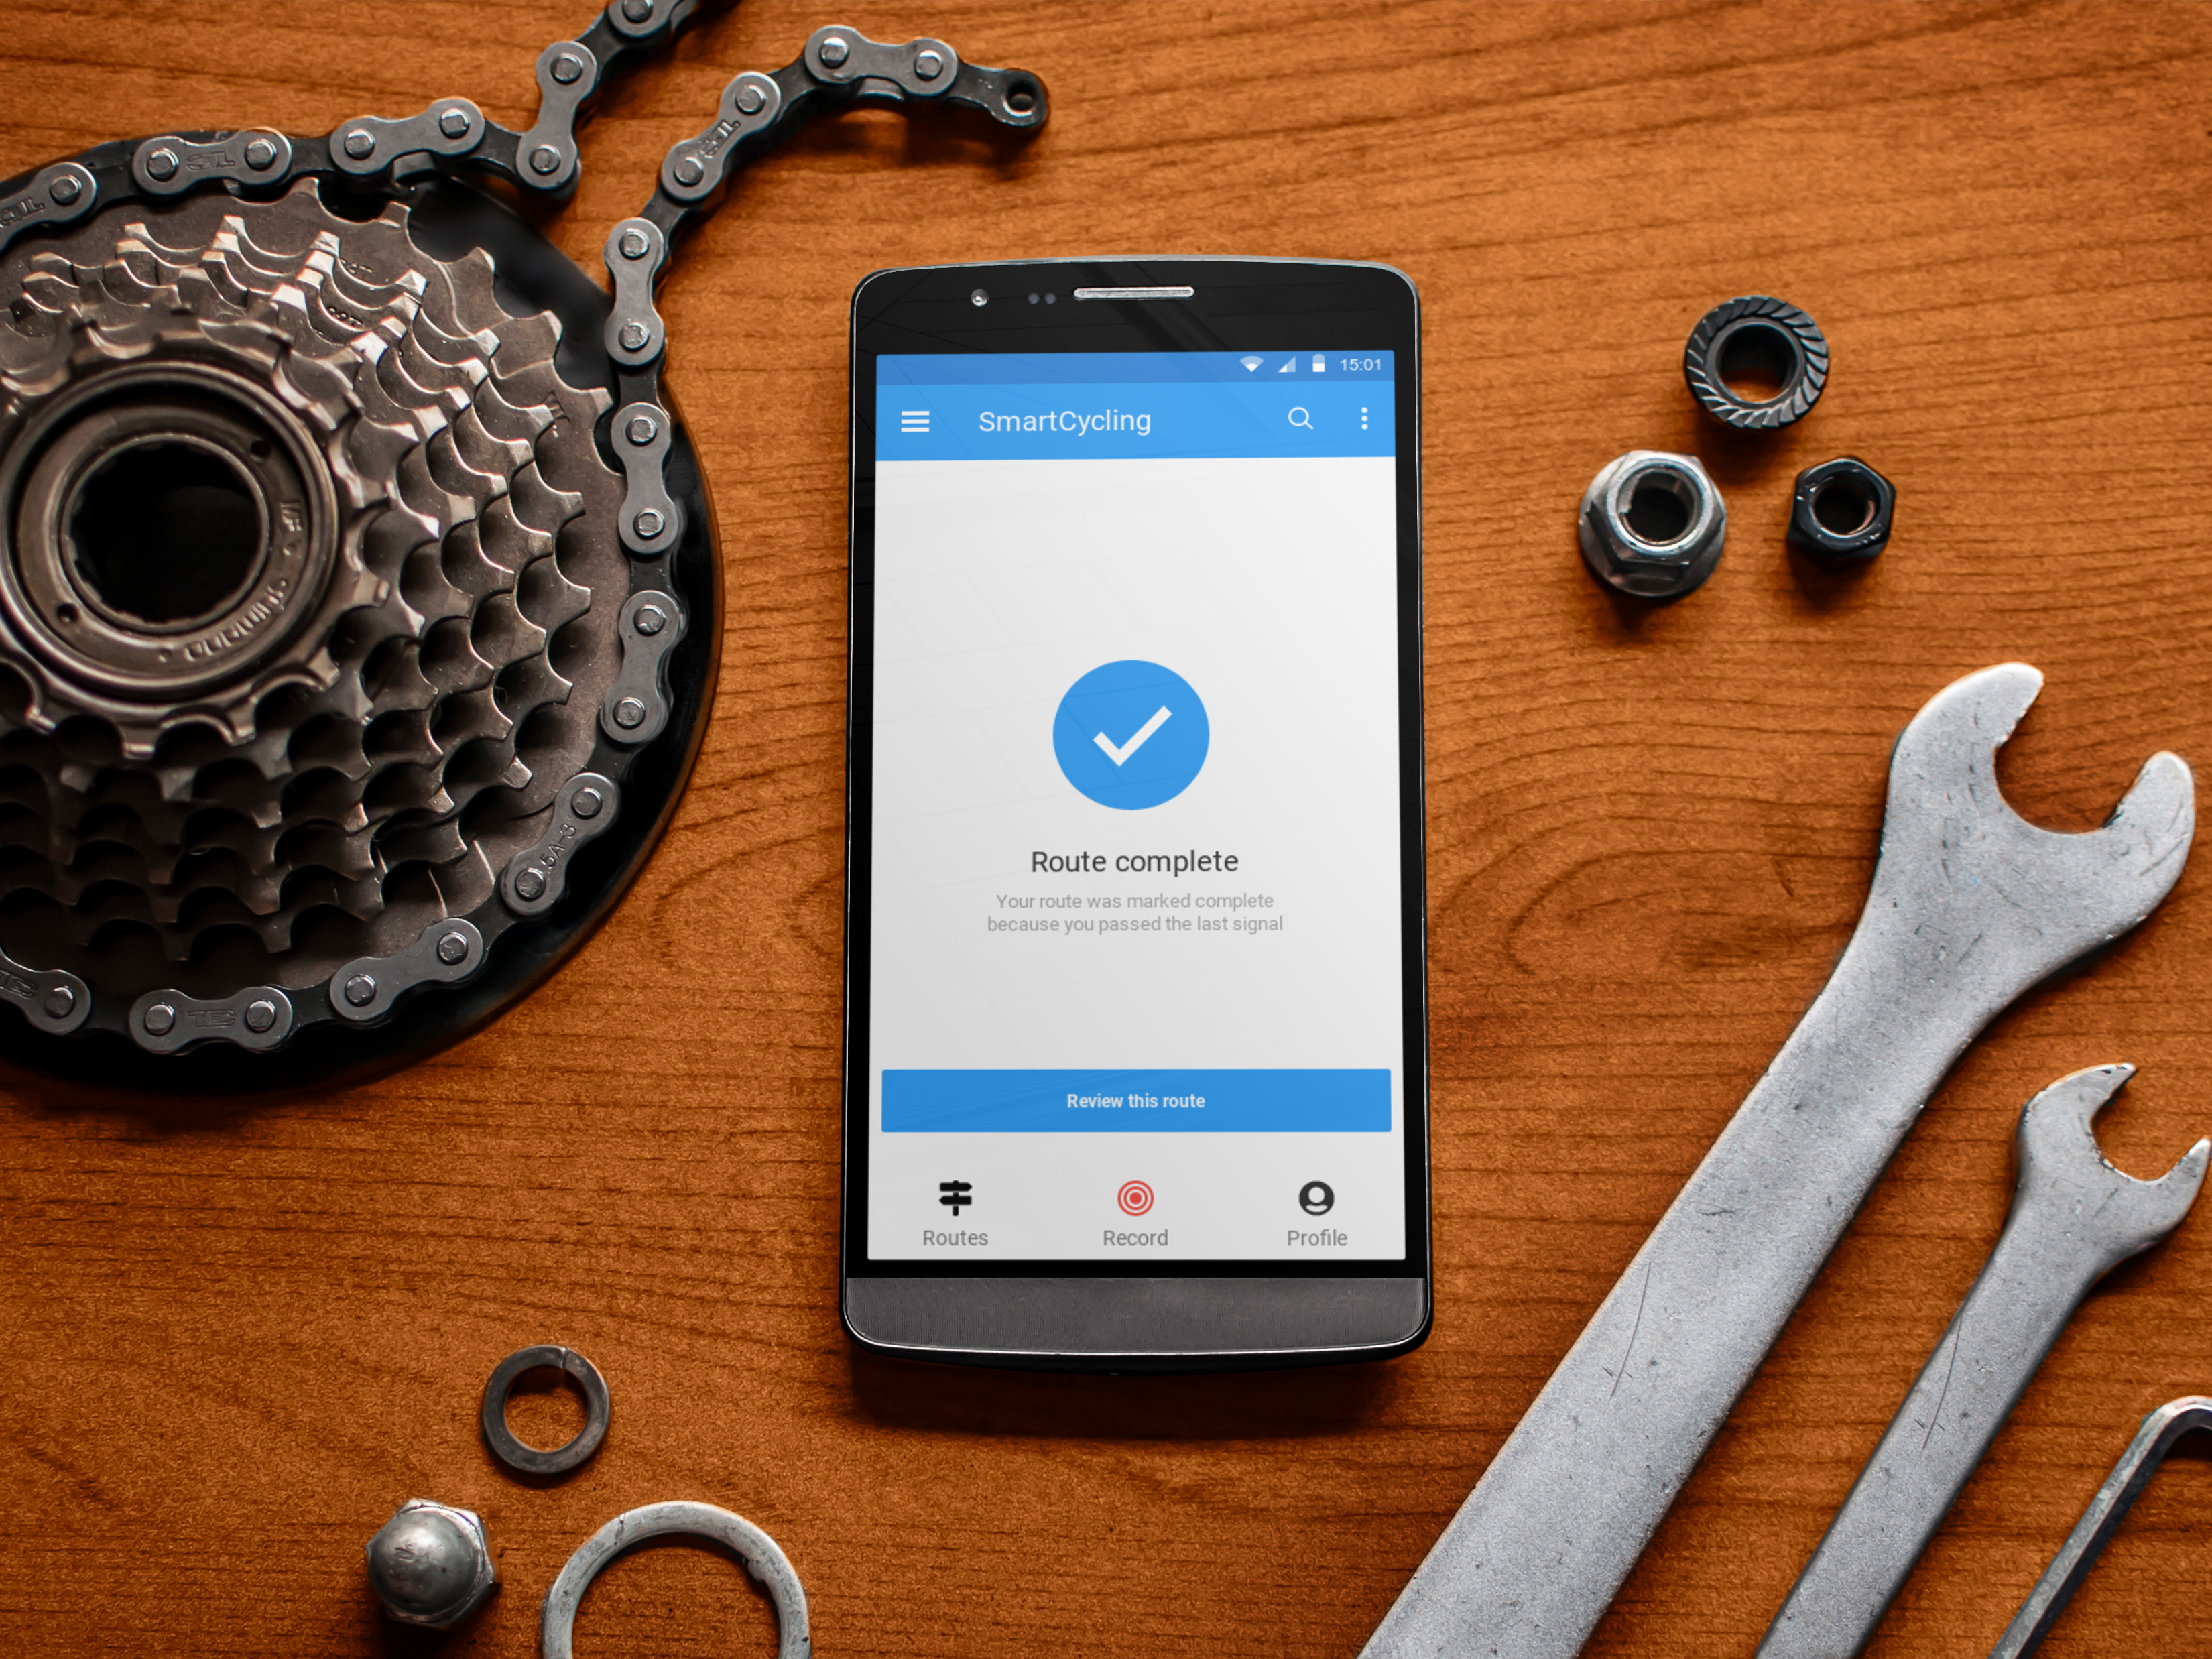 15:01
SmartCycling
Route complete
Your route was marked complete
because you passed the last signal
Review this route
Routes
Record
Profile
SHIMANO